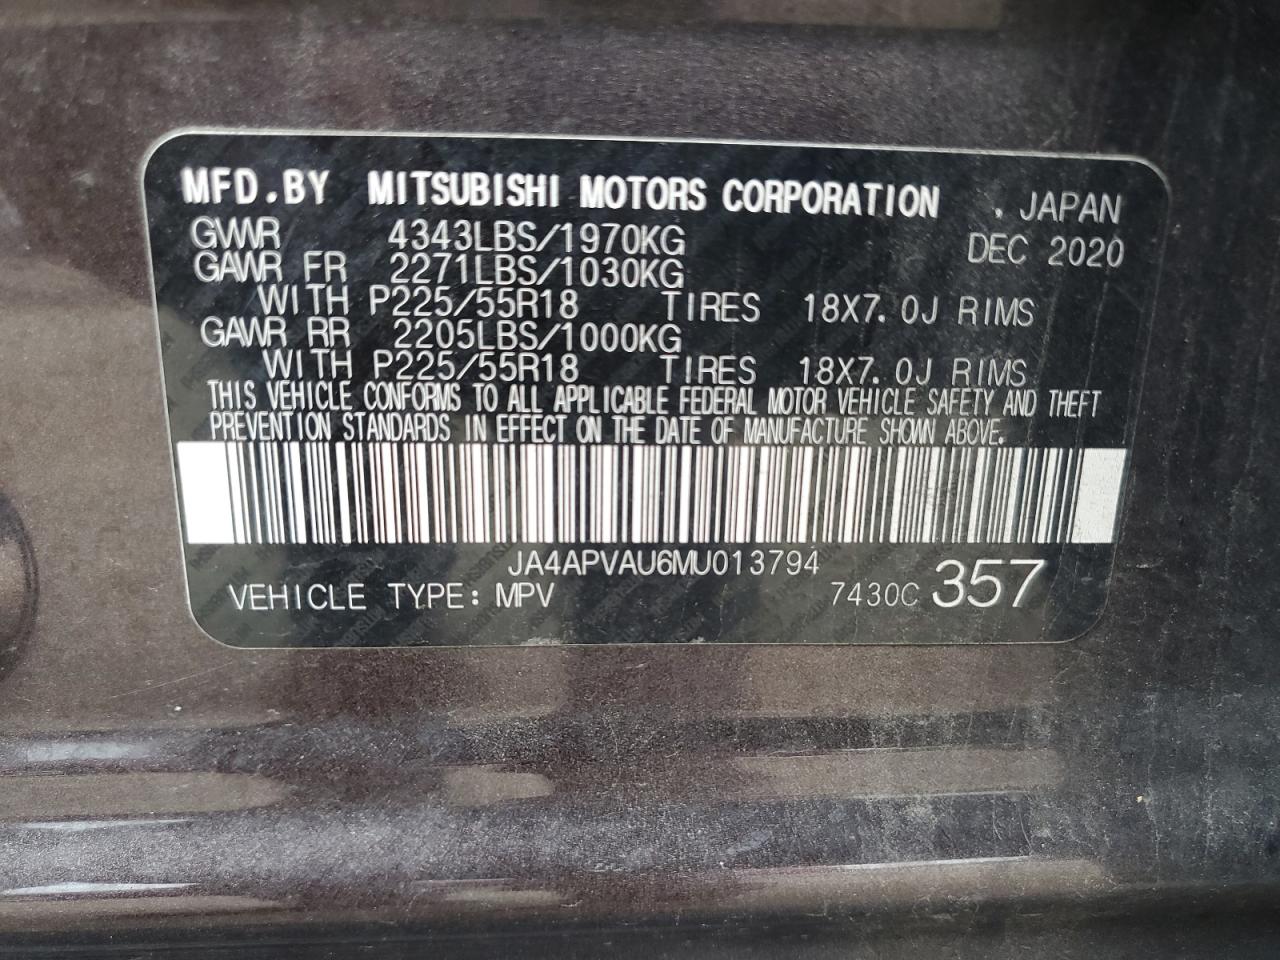 MFD.BY MITSUBISHI MOTORS CORPORATION . JAPAN
GVWR 4343LBS/1970KG DEC 2020
GAWR FR 2271LBS/1030KG
WITH P225/55R18 TIRES 18X7.0J RIMS
GAWR RR 2205LBS/1000KG
WITH P225/55R18 TIRES 18X7.0J RIMS
THIS VEHICLE CONFORMS TO ALL APPLICABLE FEDERAL MOTOR VEHICLE SAFETY AND THEFT
PREVENTION STANDARDS IN EFFECT ON THE DATE OF MANUFACTURE SHOWN ABOVE.
JA4APVAU6MU013794
VEHICLE TYPE: MPV 7430C 357